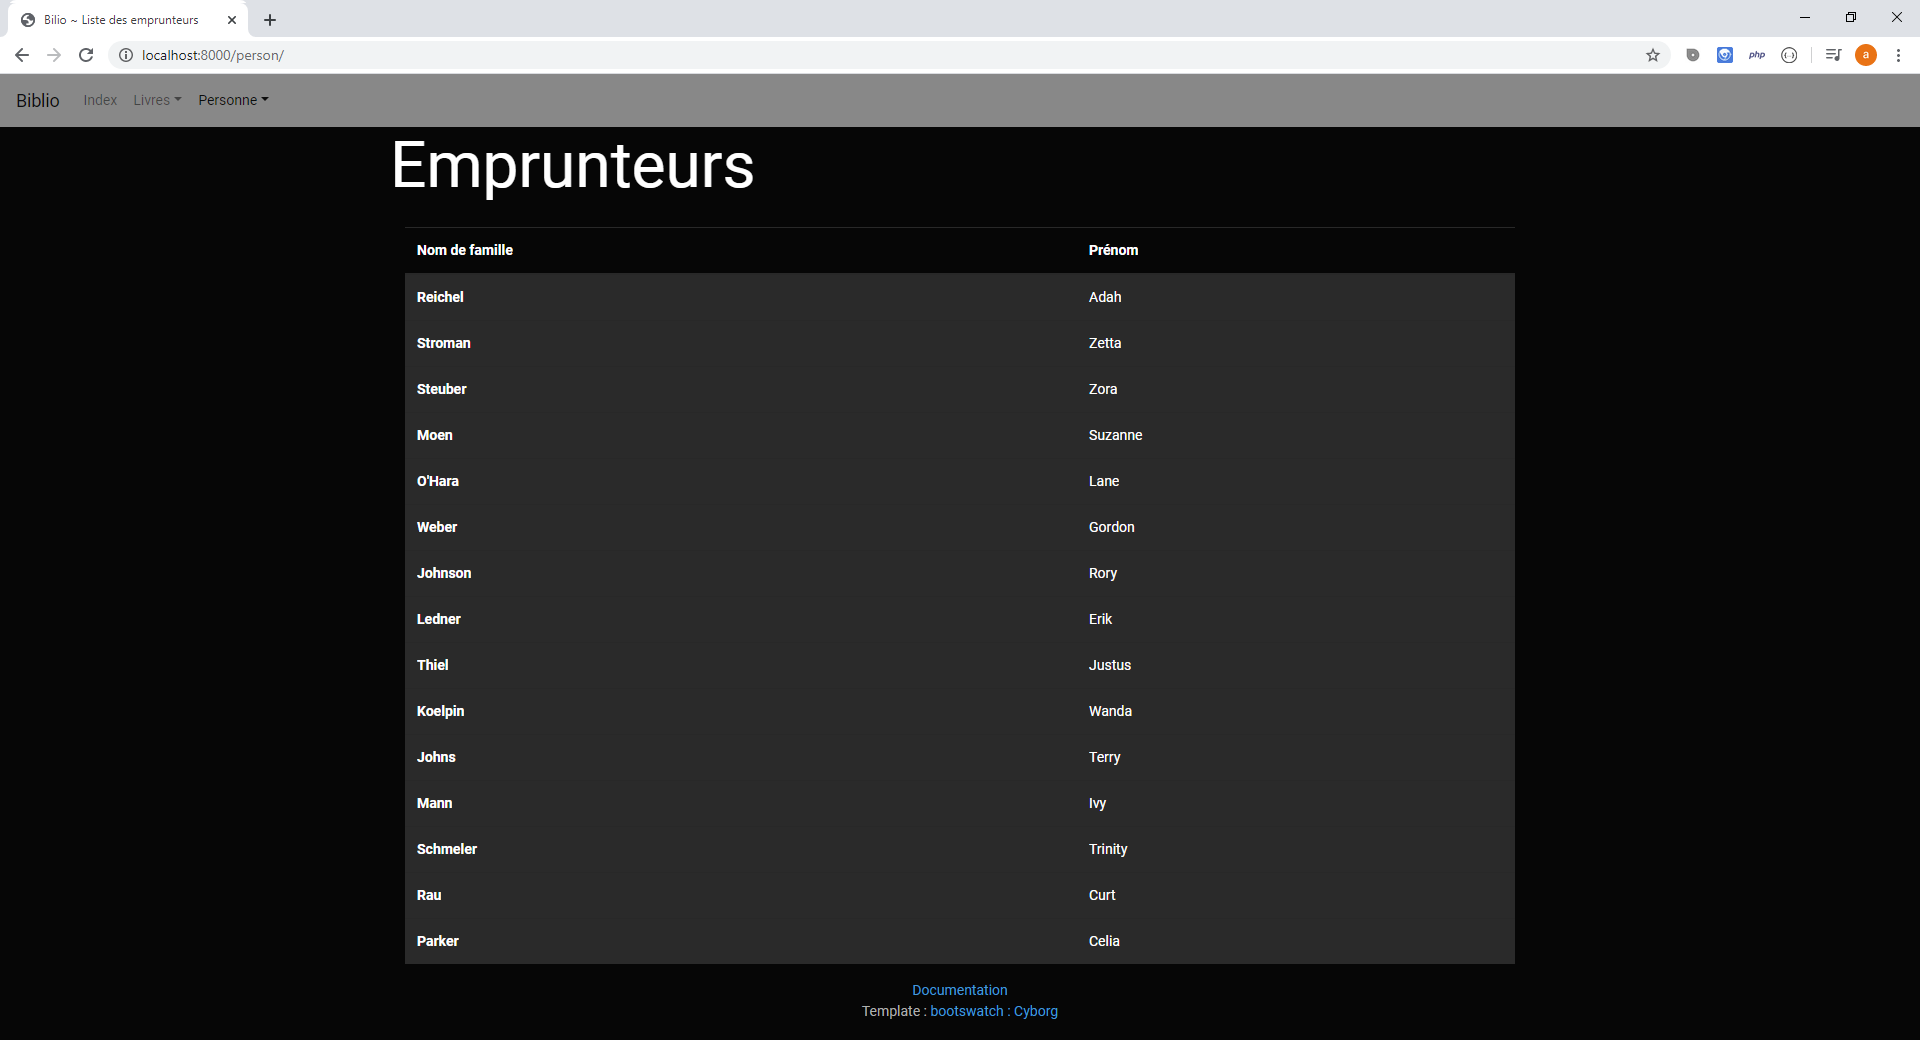 Bilio ~ Liste des emprunteurs
localhost:8000/person/
php
a
Biblio Index Livres Personne
Emprunteurs
Nom de famille Prénom
Reichel Adah
Stroman Zetta
Steuber Zora
Moen Suzanne
O'Hara Lane
Weber Gordon
Johnson Rory
Ledner Erik
Thiel Justus
Koelpin Wanda
Johns Terry
Mann Ivy
Schmeler Trinity
Rau Curt
Parker Celia
Documentation
Template : bootswatch : Cyborg